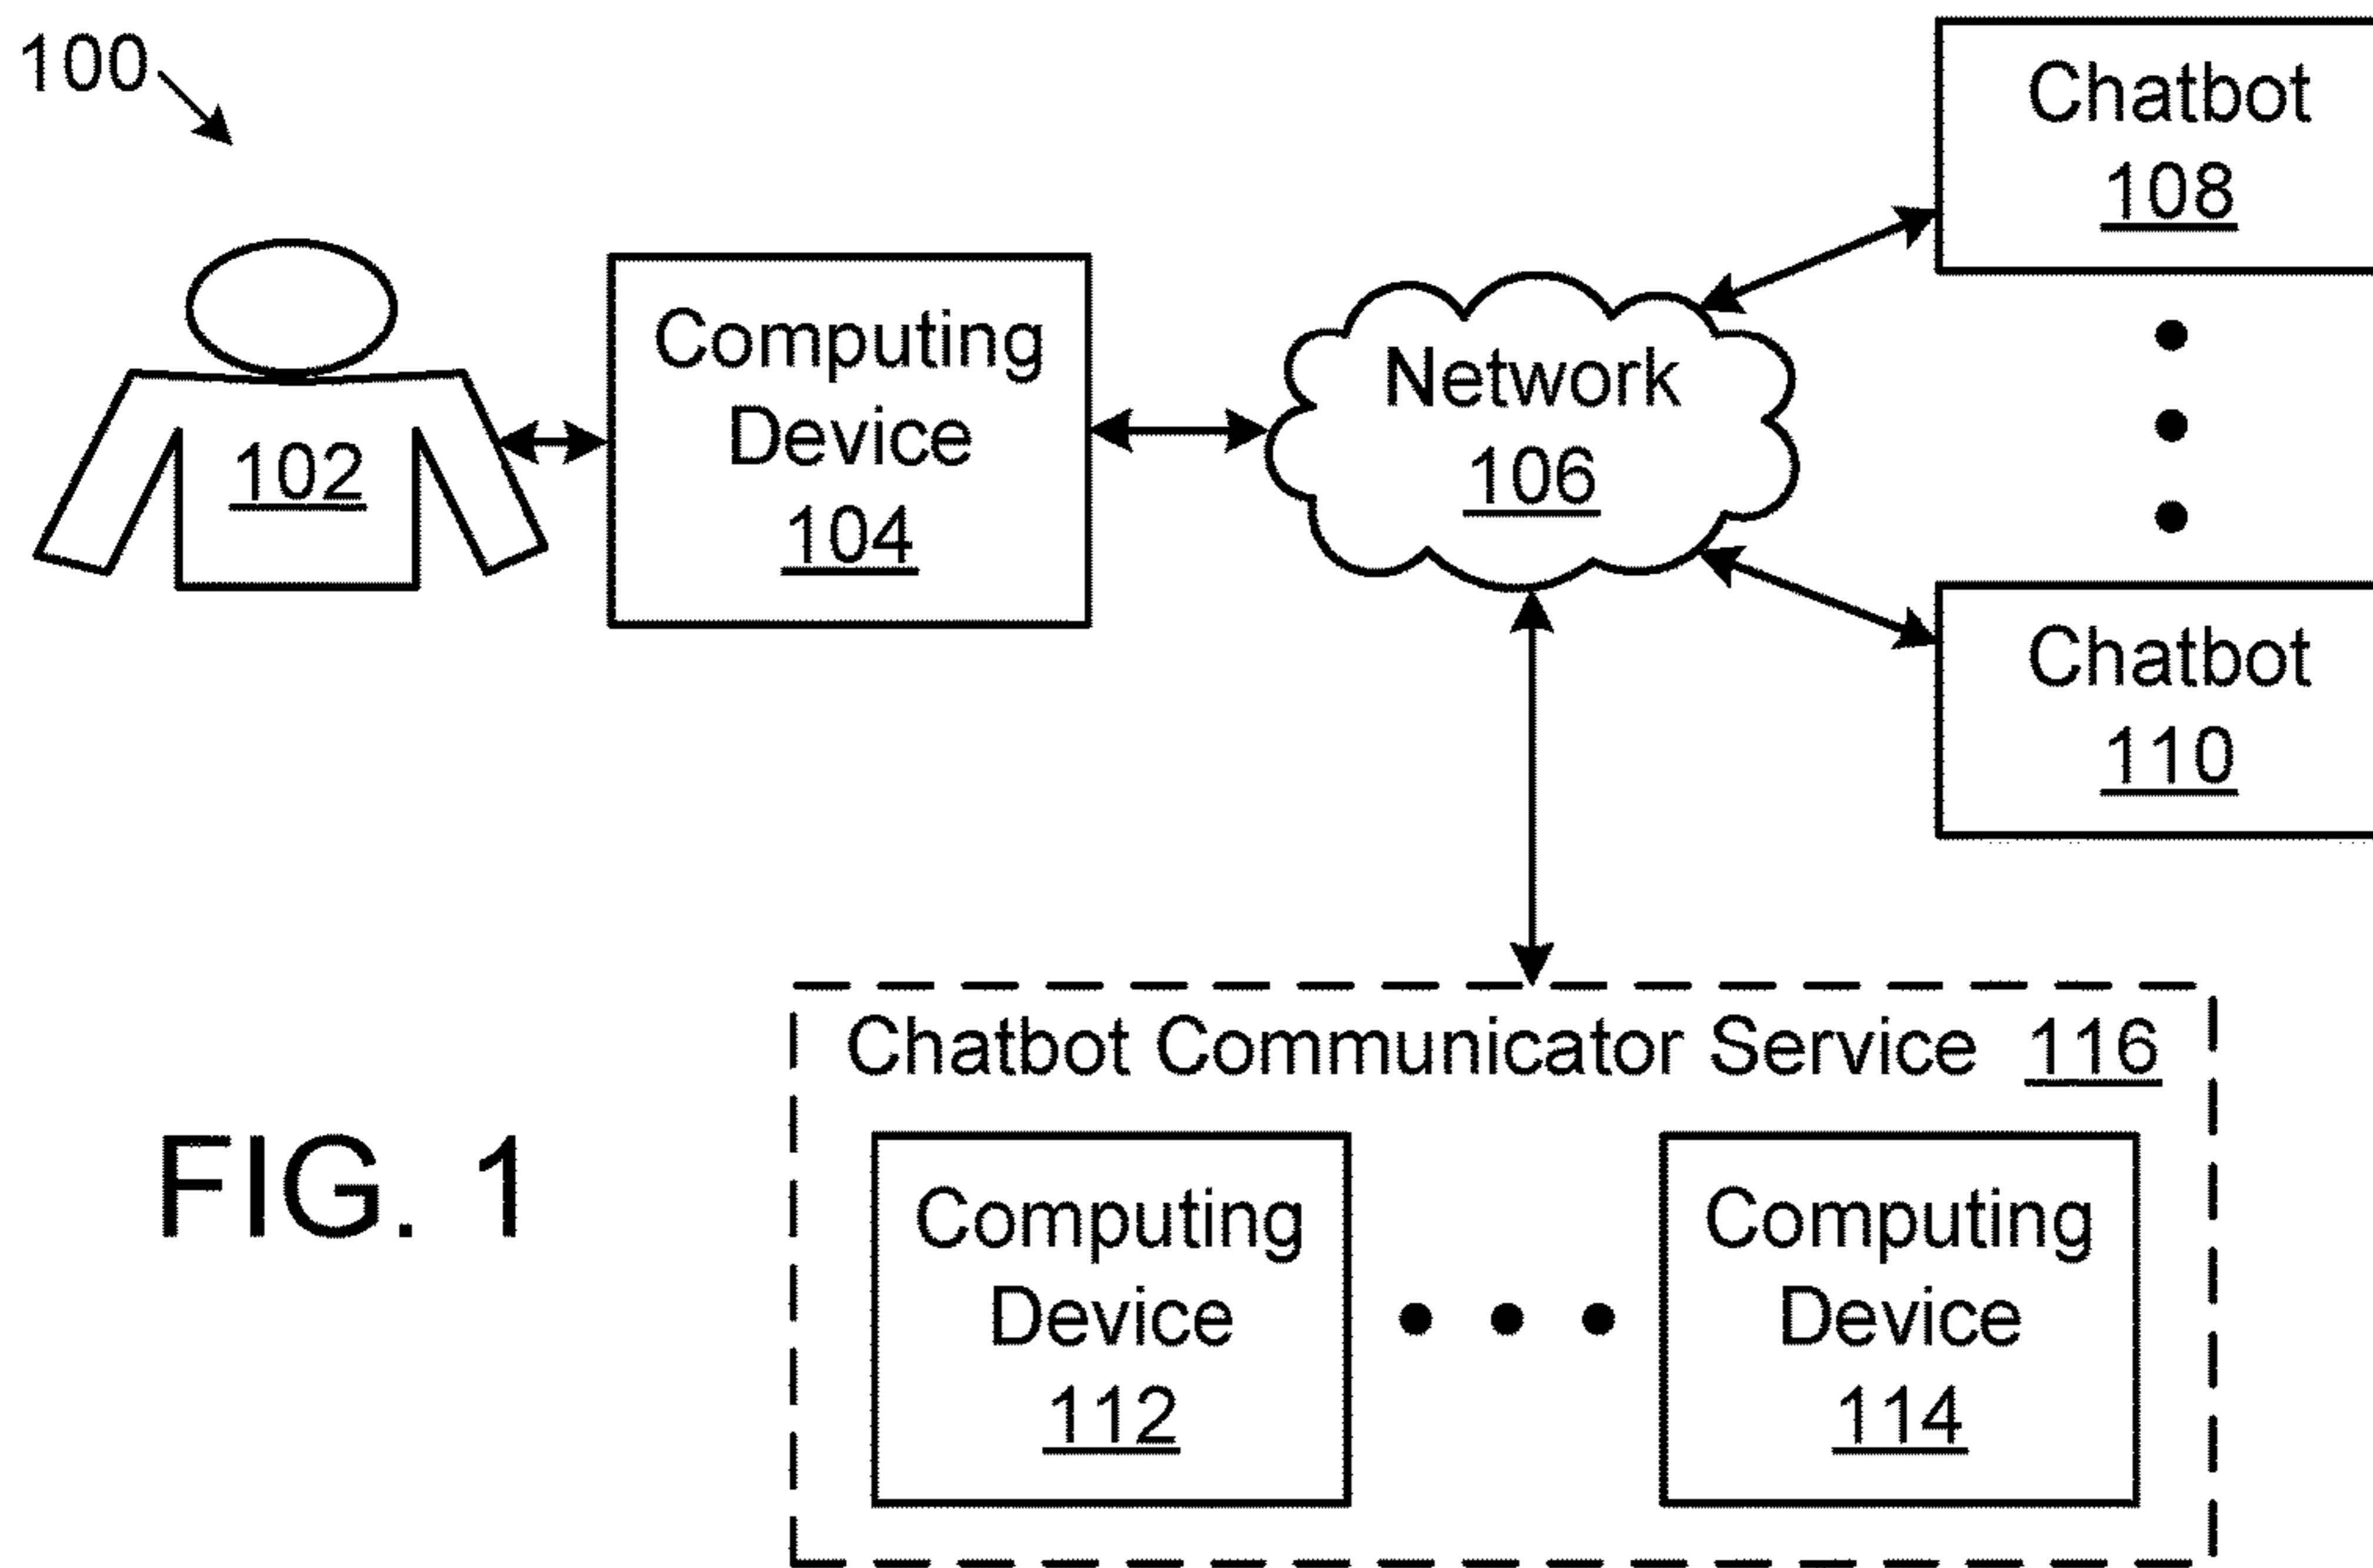 100
Chatbot
108
102
Computing
Device
104
Network
106
Chatbot
110
Chatbot Communicator Service 116
Computing
Device
112
Computing
Device
114
FIG. 1